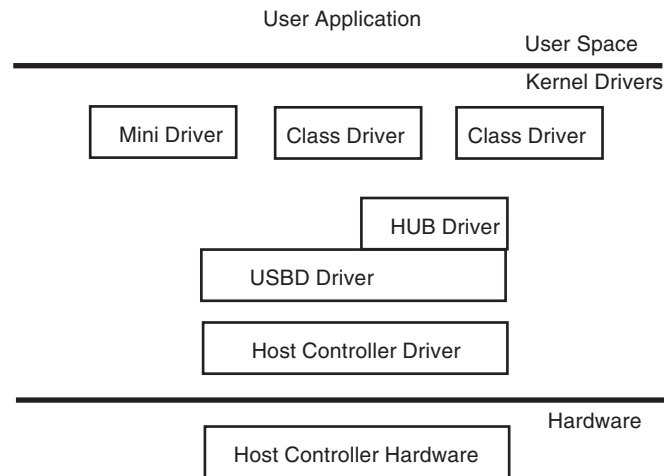 User Application
User Space
Kernel Drivers
Mini Driver
Class Driver
Class Driver
HUB Driver
USBD Driver
Host Controller Driver
Hardware
Host Controller Hardware